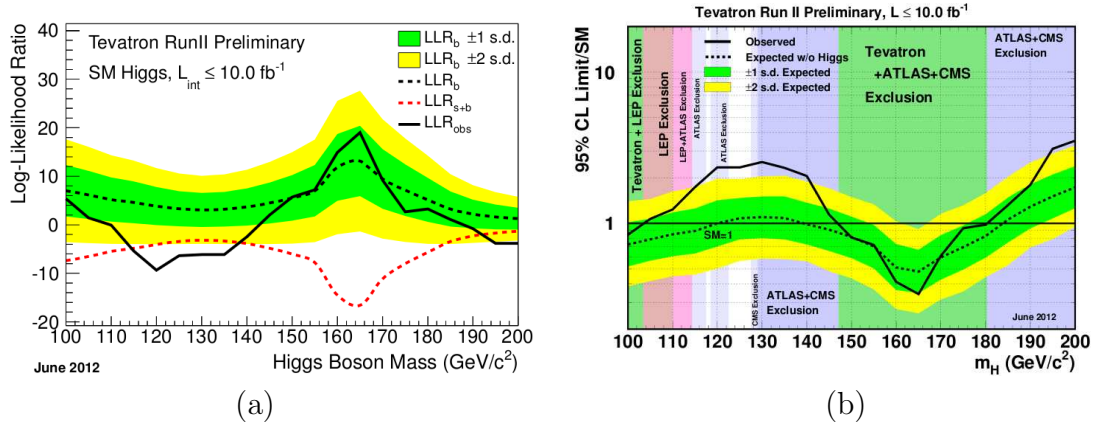 Log-Likelihood Ratio
40
30
20
10
0
-10
-20
Tevatron RunII Preliminary
SM Higgs, L_int ≤ 10.0 fb⁻¹
LLR_b ±1 s.d.
LLR_b ±2 s.d.
LLR_b
LLR_s+b
LLR_obs
100 110 120 130 140 150 160 170 180 190 200
June 2012
Higgs Boson Mass (GeV/c²)
(a)
Tevatron Run II Preliminary, L ≤ 10.0 fb⁻¹
95% CL Limit/SM
10
1
Tevatron + LEP Exclusion
LEP Exclusion
LEP+ATLAS Exclusion
ATLAS Exclusion
ATLAS Exclusion
Observed
Expected w/o Higgs
±1 s.d. Expected
±2 s.d. Expected
Tevatron
+ATLAS+CMS
Exclusion
ATLAS+CMS
Exclusion
SM=1
CMS Exclusion
ATLAS+CMS
Exclusion
June 2012
100 110 120 130 140 150 160 170 180 190 200
m_H (GeV/c²)
(b)